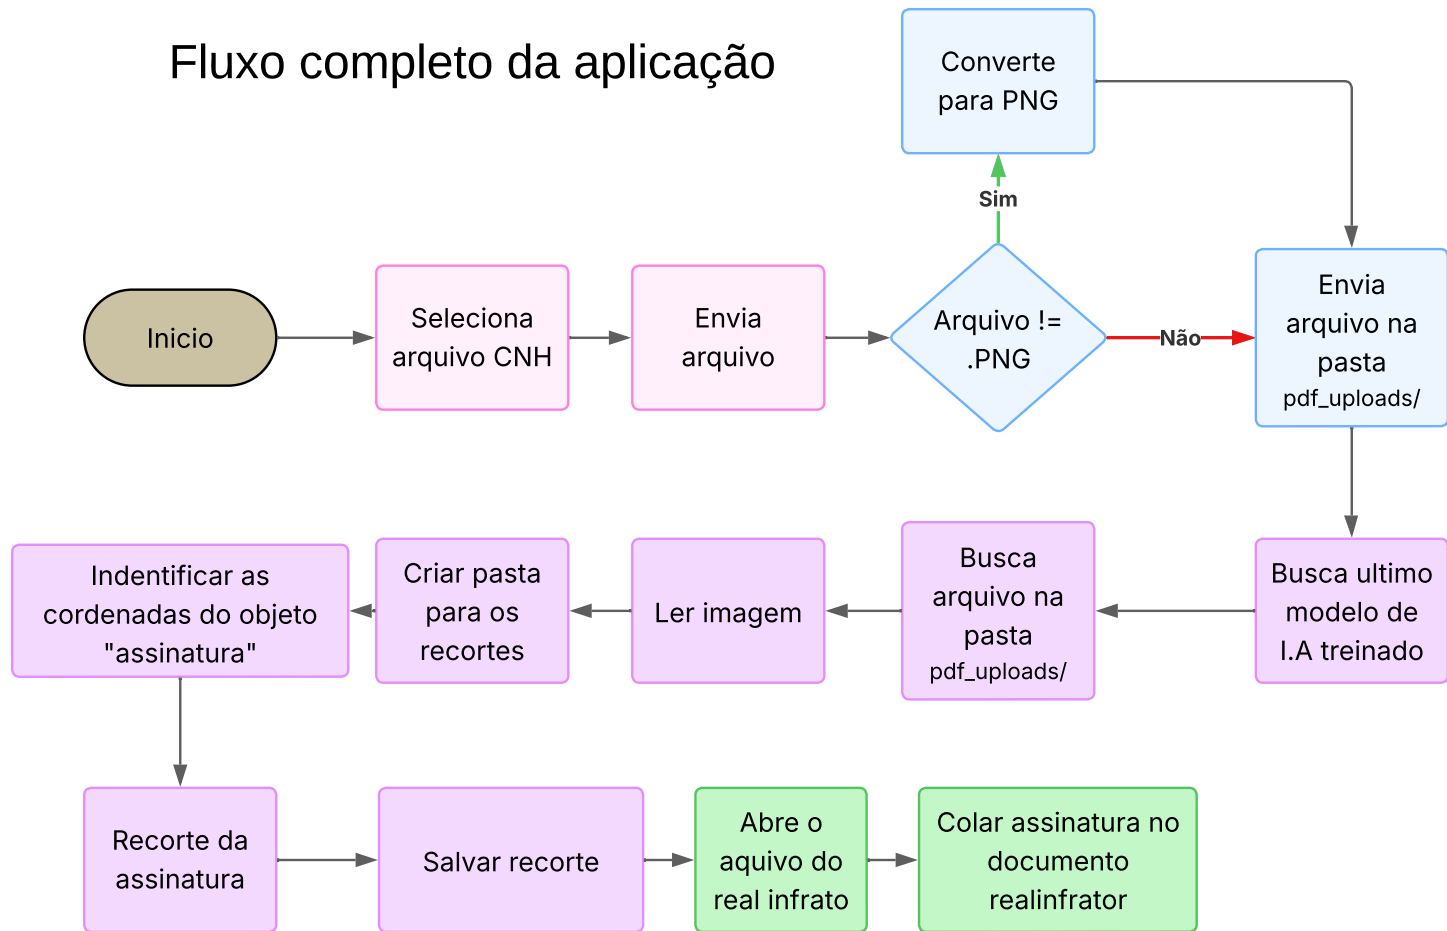 Fluxo completo da aplicação
Converte
para PNG
Sim
Inicio
Seleciona
arquivo CNH
Envia
arquivo
Arquivo !=
.PNG
Não
Envia
arquivo na
pasta
pdf_uploads/
Busca ultimo
modelo de
I.A treinado
Busca
arquivo na
pasta
pdf_uploads/
Ler imagem
Criar pasta
para os
recortes
Indentificar as
cordenadas do objeto
"assinatura"
Recorte da
assinatura
Salvar recorte
Abre o
aquivo do
real infrato
Colar assinatura no
documento
realinfrator